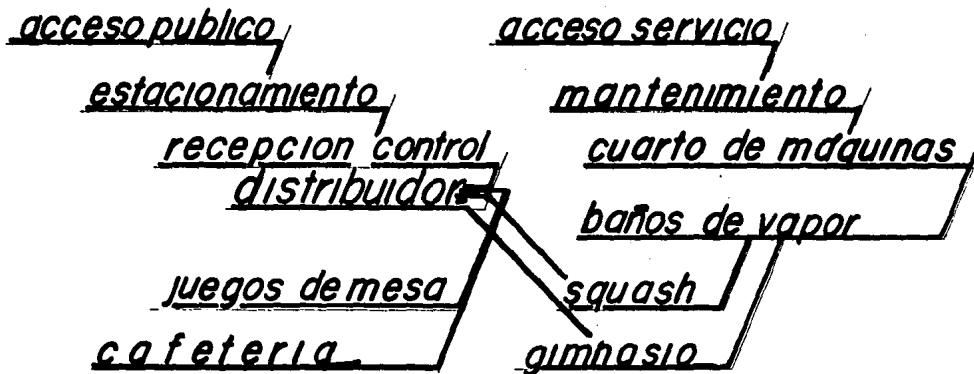 acceso publico
acceso servicio
estacionamiento
mantenimiento
recepcion control
cuarto de máquinas
distribuidor
baños de vapor
juegos de mesa
squash
cafeteria
gimnasio